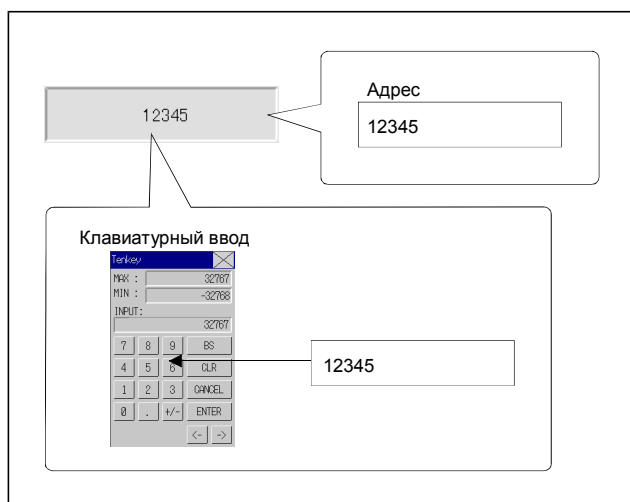 12345
Адрес
12345
Клавиатурный ввод
Tenkey
MAX : 32767
MIN : -32768
INPUT:
32767
7 8 9 BS
4 5 6 CLR
1 2 3 CANCEL
0 . +/- ENTER
<- ->
12345